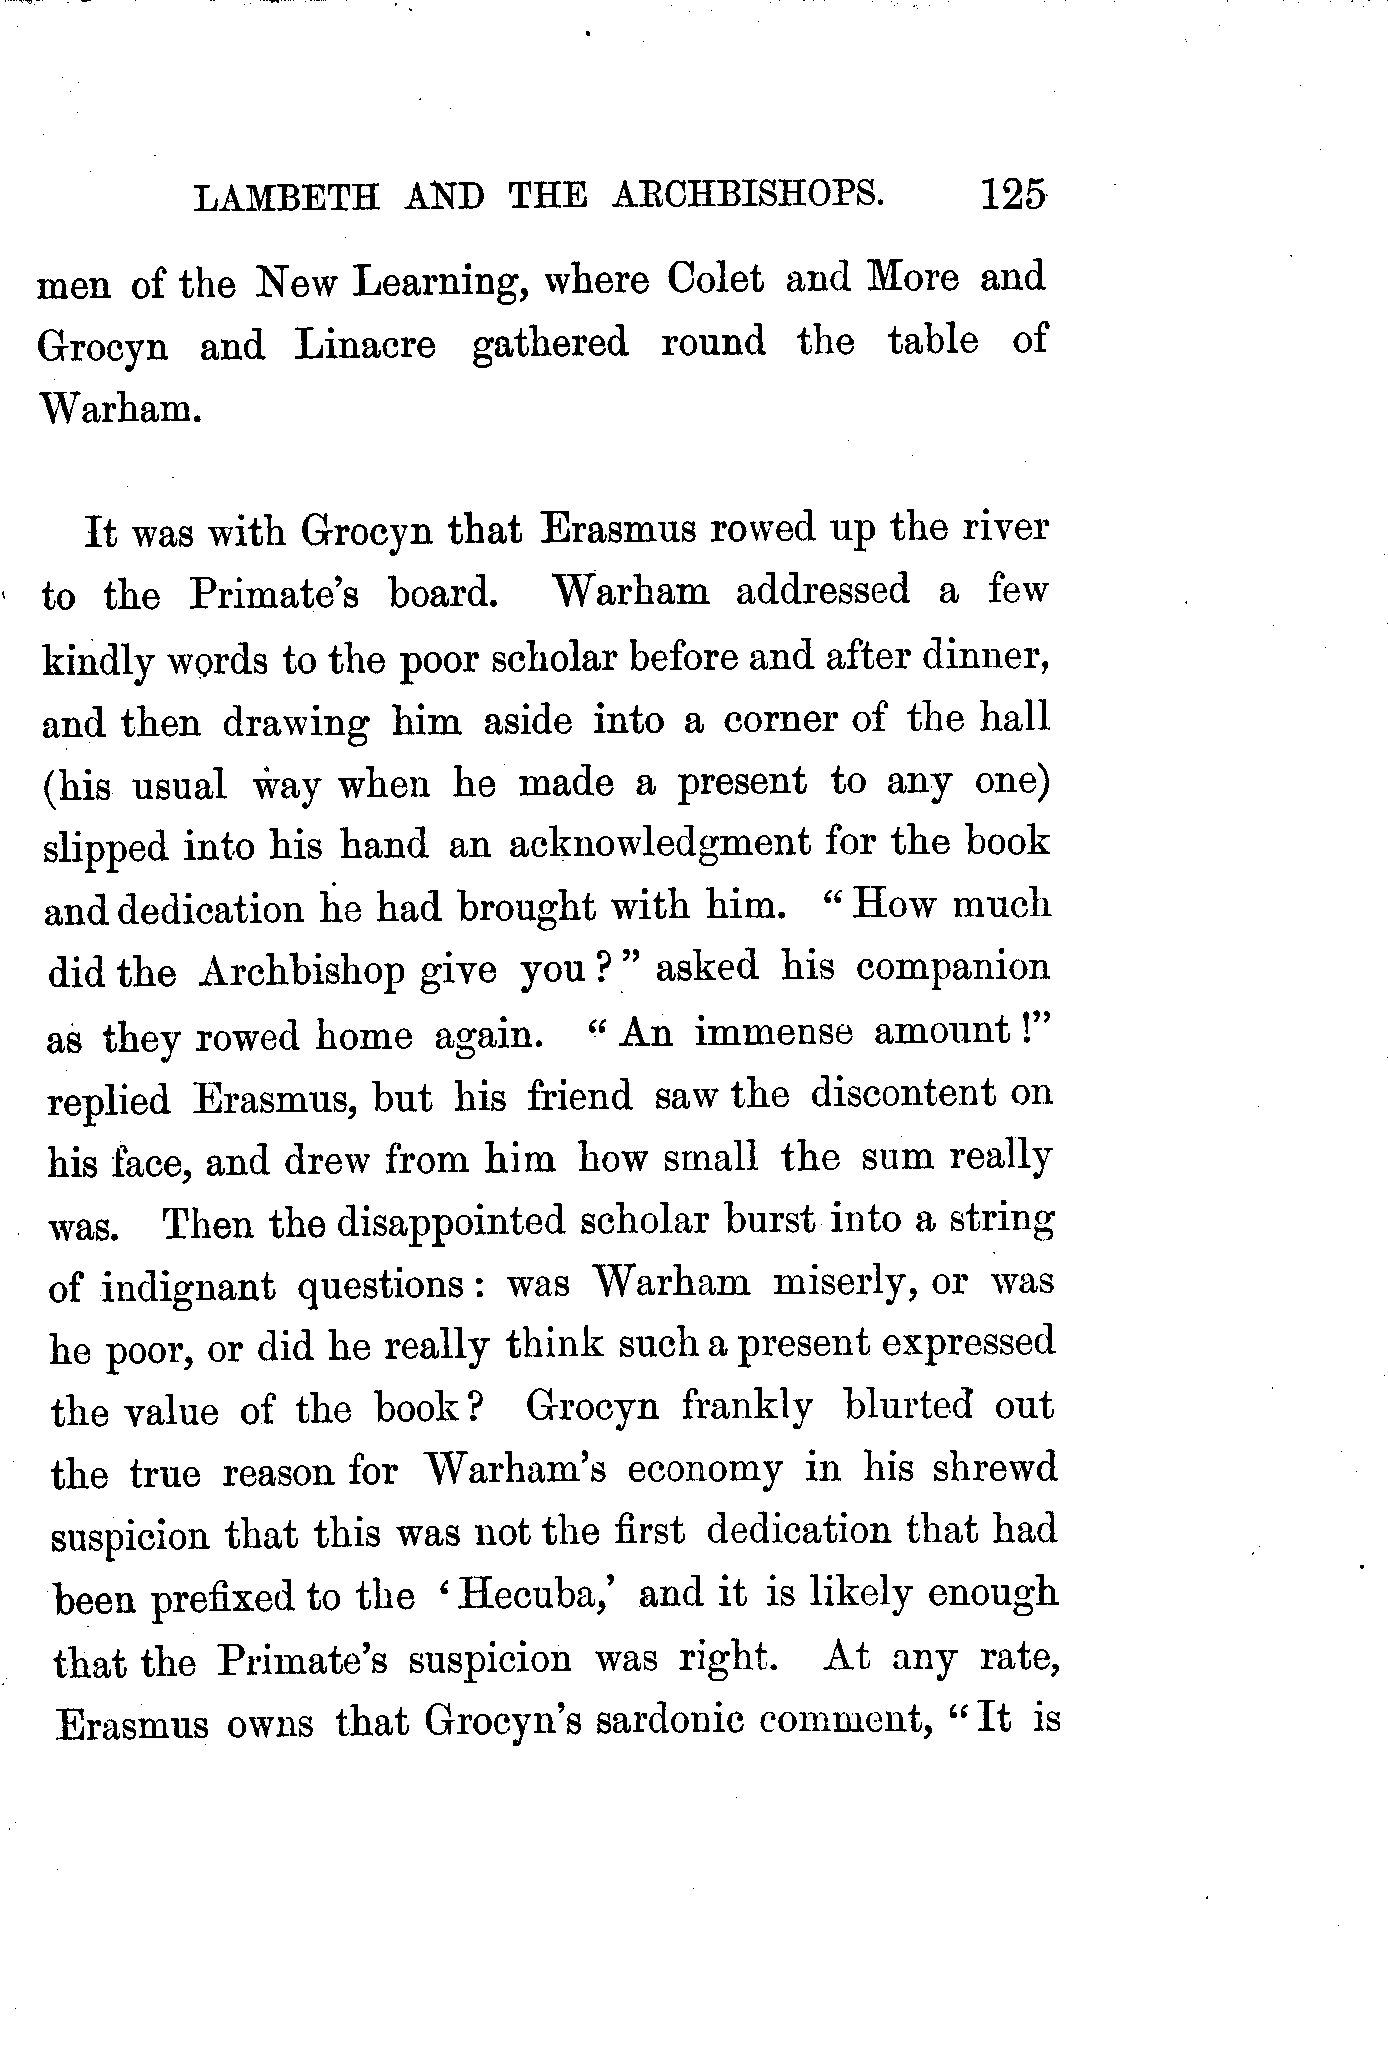 LAMBETH AND THE ARCHBISHOPS. 125
men of the New Learning, where Colet and More and
Grocyn and Linacre gathered round the table of
Warham.
It was with Grocyn that Erasmus rowed up the river
to the Primate's board. Warham addressed a few
kindly words to the poor scholar before and after dinner,
and then drawing him aside into a corner of the hall
(his usual way when he made a present to any one)
slipped into his hand an acknowledgment for the book
and dedication he had brought with him. “ How much
did the Archbishop give you ? ” asked his companion
as they rowed home again. “ An immense amount !”
replied Erasmus, but his friend saw the discontent on
his face, and drew from him how small the sum really
was. Then the disappointed scholar burst into a string
of indignant questions : was Warham miserly, or was
he poor, or did he really think such a present expressed
the value of the book ? Grocyn frankly blurted out
the true reason for Warham's economy in his shrewd
suspicion that this was not the first dedication that had
been prefixed to the ‘ Hecuba,’ and it is likely enough
that the Primate's suspicion was right. At any rate,
Erasmus owns that Grocyn's sardonic comment, “ It is